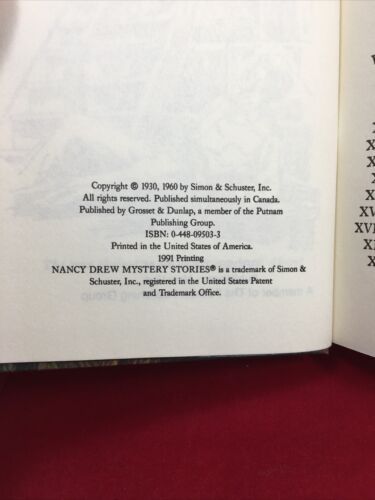 Copyright © 1930, 1960 by Simon & Schuster, Inc.
All rights reserved. Published simultaneously in Canada.
Published by Grosset & Dunlap, a member of the Putnam
Publishing Group.
ISBN: 0-448-09503-3
Printed in the United States of America.
1991 Printing
NANCY DREW MYSTERY STORIES® is a trademark of Simon &
Schuster, Inc., registered in the United States Patent
and Trademark Office.